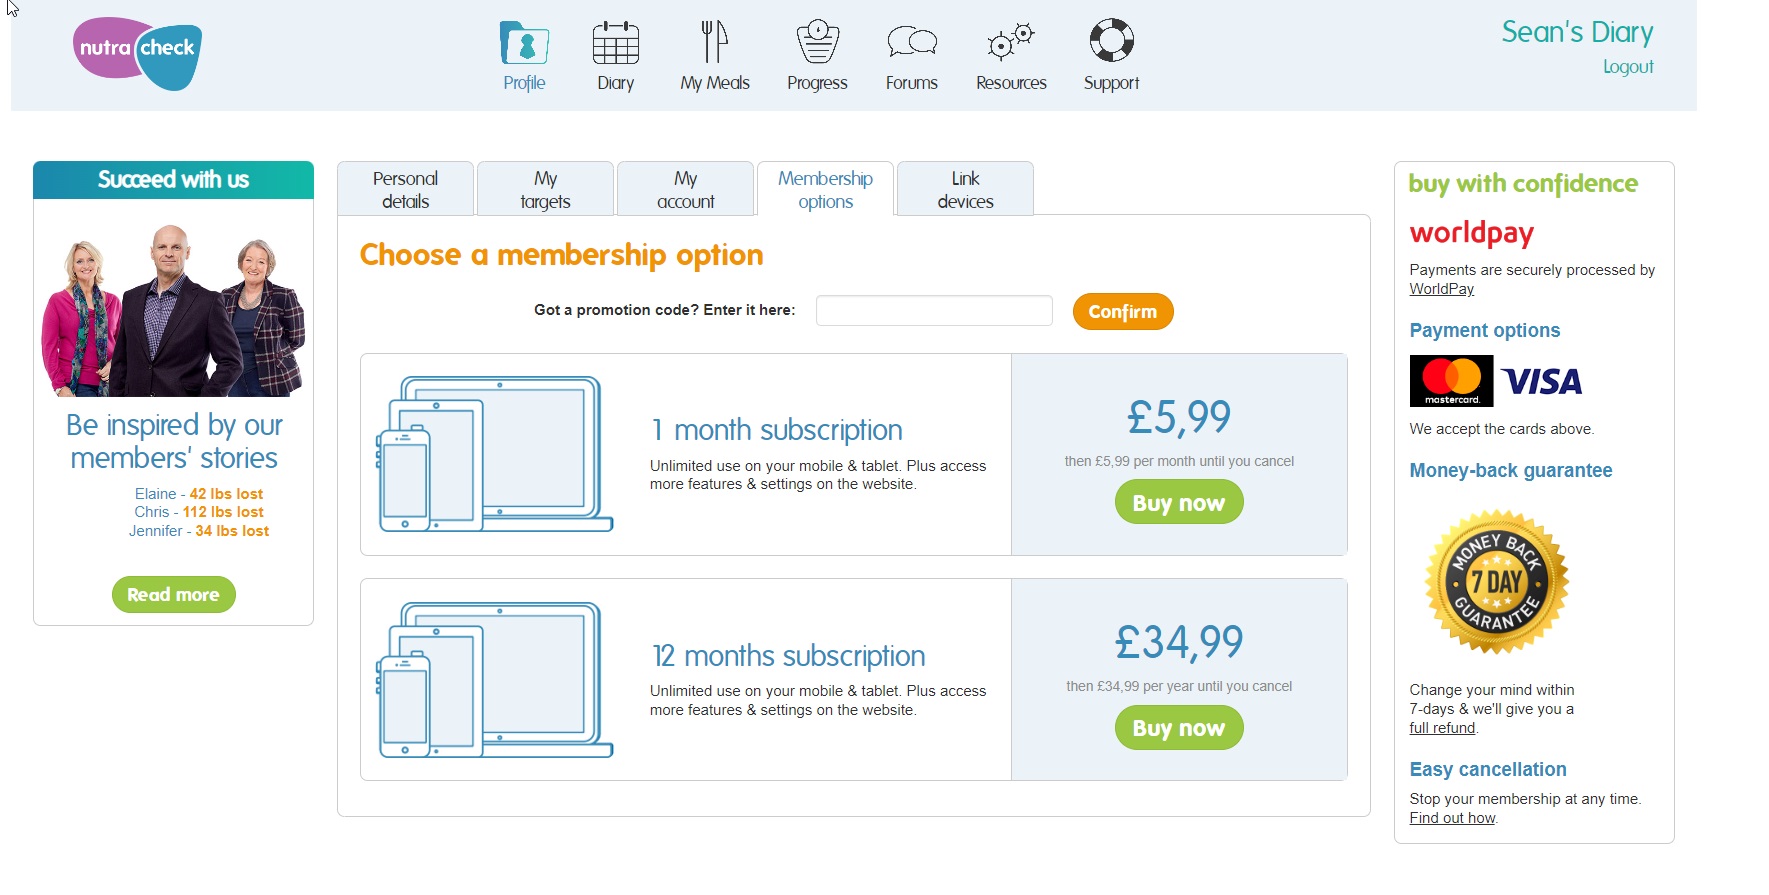 nutra check
Profile
Diary
My Meals
Progress
Forums
Resources
Support
Sean's Diary
Logout
Succeed with us
Be inspired by our
members' stories
Elaine - 42 lbs lost
Chris - 112 lbs lost
Jennifer - 34 lbs lost
Read more
Personal
details
My
targets
My
account
Membership
options
Link
devices
Choose a membership option
Got a promotion code? Enter it here:
Confirm
1 month subscription
Unlimited use on your mobile & tablet. Plus access
more features & settings on the website.
£5,99
then £5,99 per month until you cancel
Buy now
12 months subscription
Unlimited use on your mobile & tablet. Plus access
more features & settings on the website.
£34,99
then £34,99 per year until you cancel
Buy now
buy with confidence
worldpay
Payments are securely processed by
WorldPay
Payment options
mastercard.
VISA
We accept the cards above.
Money-back guarantee
MONEY BACK
7 DAY
GUARANTEE
Change your mind within
7-days & we'll give you a
full refund.
Easy cancellation
Stop your membership at any time.
Find out how.